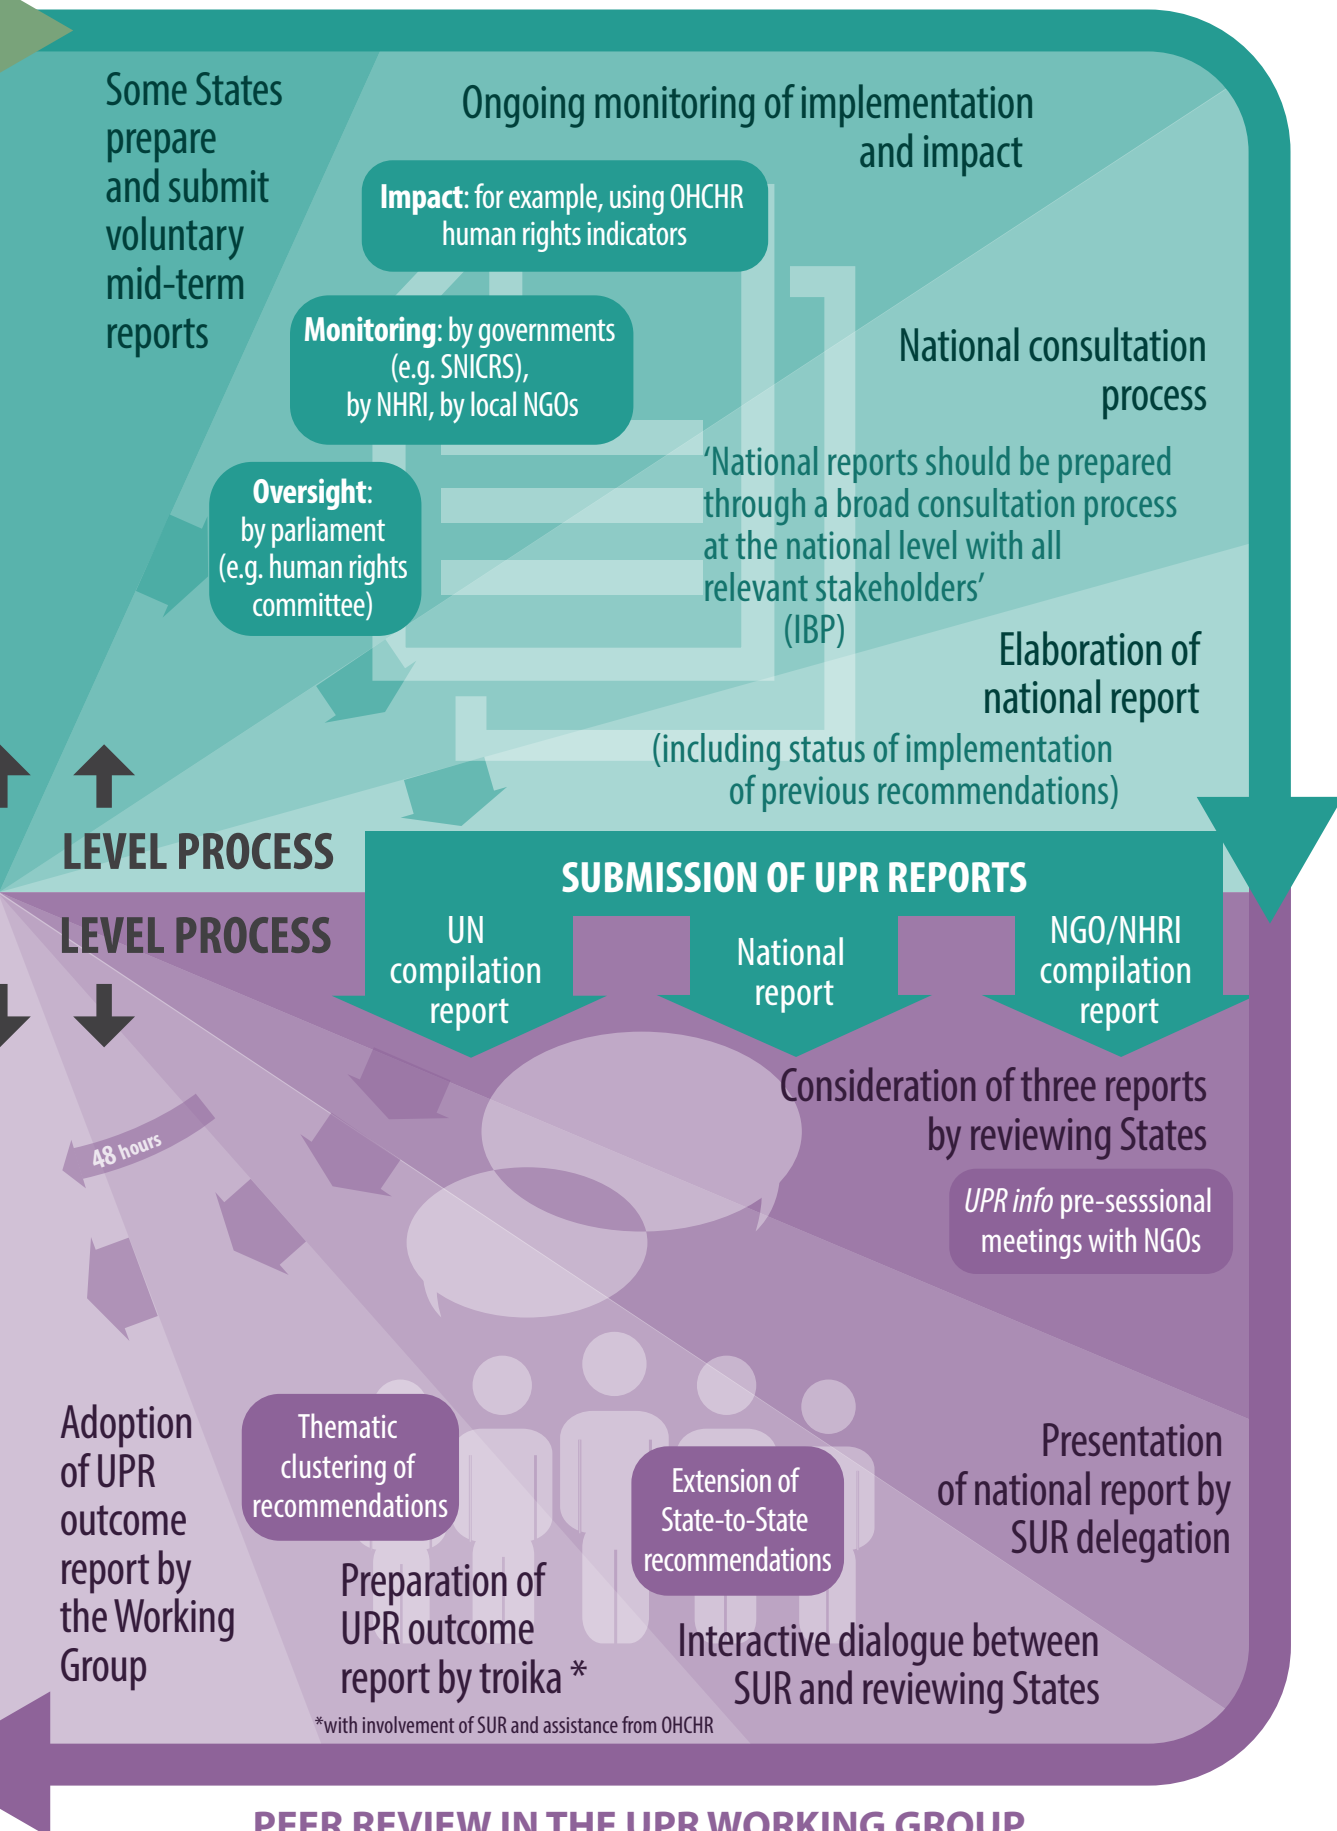 Some States
prepare
and submit
voluntary
mid-term
reports
Ongoing monitoring of implementation
and impact
Impact: for example, using OHCHR
human rights indicators
Monitoring: by governments
(e.g. SNICRS),
by NHRI, by local NGOs
Oversight:
by parliament
(e.g. human rights
committee)
National consultation
process
‘National reports should be prepared
through a broad consultation process
at the national level with all
relevant stakeholders’
(IBP)
Elaboration of
national report
(including status of implementation
of previous recommendations)
LEVEL PROCESS
LEVEL PROCESS
SUBMISSION OF UPR REPORTS
UN
compilation
report
National
report
NGO/NHRI
compilation
report
Consideration of three reports
by reviewing States
UPR info pre-sesssional
meetings with NGOs
48 hours
Presentation
of national report by
SUR delegation
Extension of
State-to-State
recommendations
Interactive dialogue between
SUR and reviewing States
Thematic
clustering of
recommendations
Preparation of
UPR outcome
report by troika *
*with involvement of SUR and assistance from OHCHR
Adoption
of UPR
outcome
report by
the Working
Group
PEER REVIEW IN THE UPR WORKING GROUP